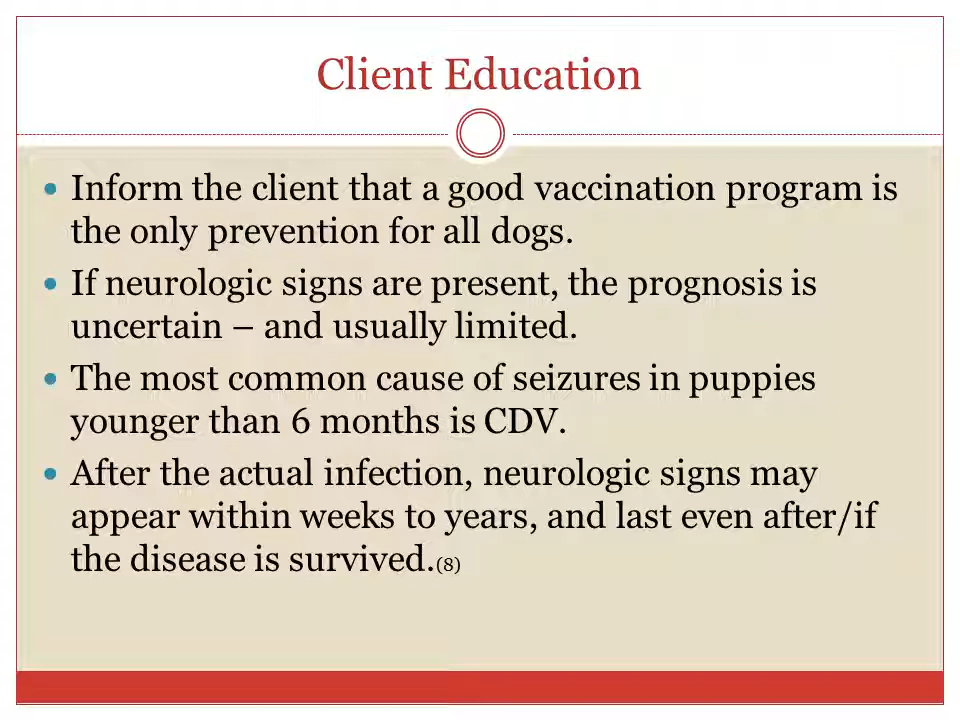 Client Education
• Inform the client that a good vaccination program is
the only prevention for all dogs.
• If neurologic signs are present, the prognosis is
uncertain – and usually limited.
• The most common cause of seizures in puppies
younger than 6 months is CDV.
• After the actual infection, neurologic signs may
appear within weeks to years, and last even after/if
the disease is survived.(8)